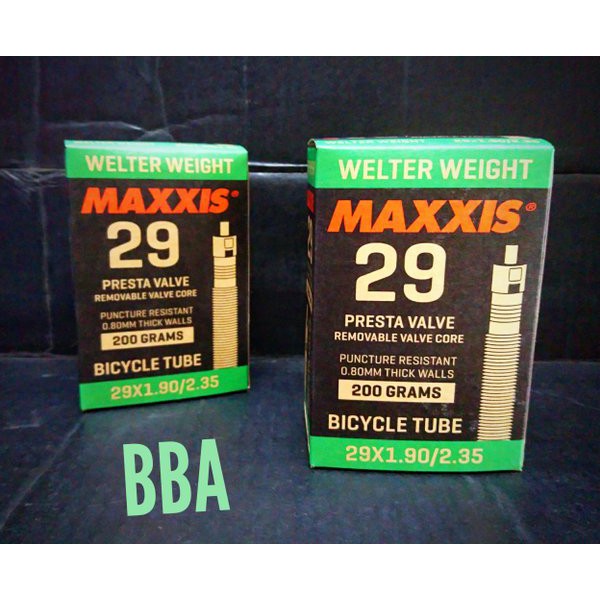 WELTER WEIGHT
MAXXIS®
29
PRESTA VALVE
REMOVABLE VALVE CORE
PUNCTURE RESISTANT
0.80MM THICK WALLS
200 GRAMS
BICYCLE TUBE
29X1.90/2.35
WELTER WEIGHT
MAXXIS®
29
PRESTA VALVE
REMOVABLE VALVE CORE
PUNCTURE RESISTANT
0.80MM THICK WALLS
200 GRAMS
BICYCLE TUBE
29X1.90/2.35
BBA